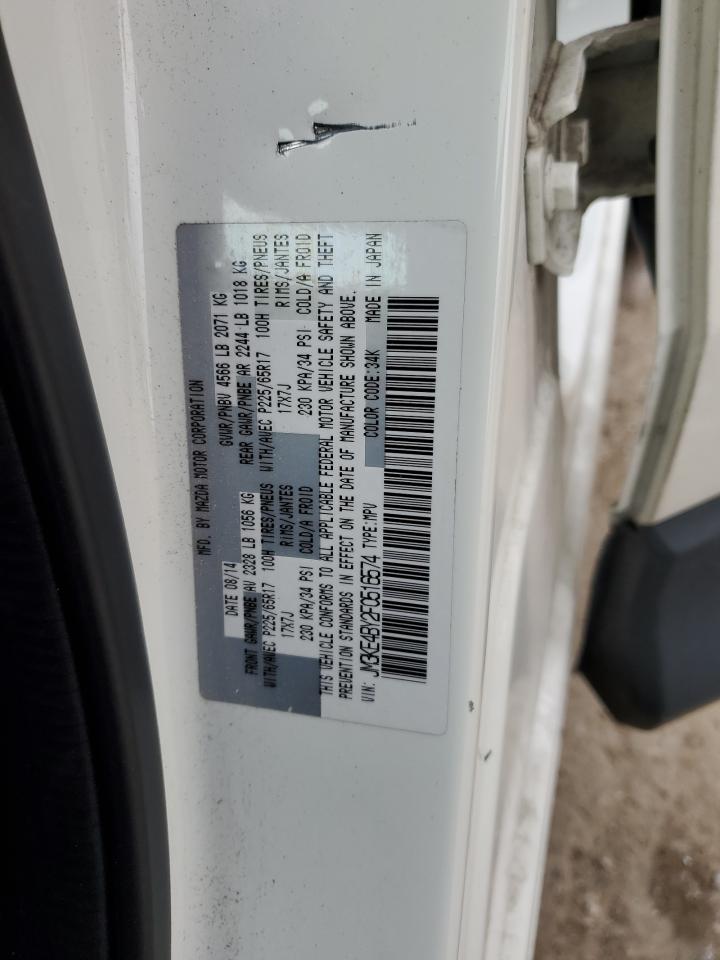 MFD. BY MAZDA MOTOR CORPORATION
DATE 08/14 GVWR/PNBV 4566 LB 2071 KG
FRONT GAWR/PNBE AV 2328 LB 1056 KG REAR GAWR/PNBE AR 2244 LB 1018 KG
WITH/AVEC P225/65R17 100H TIRES/PNEUS WITH/AVEC P225/65R17 100H TIRES/PNEUS
17X7J RIMS/JANTES 17X7J RIMS/JANTES
230 KPA/34 PSI COLD/A FROID 230 KPA/34 PSI COLD/A FROID
THIS VEHICLE CONFORMS TO ALL APPLICABLE FEDERAL MOTOR VEHICLE SAFETY AND THEFT
PREVENTION STANDARDS IN EFFECT ON THE DATE OF MANUFACTURE SHOWN ABOVE.
VIN: JM3KE4BY2F0516574 TYPE:MPV COLOR CODE:34K MADE IN JAPAN